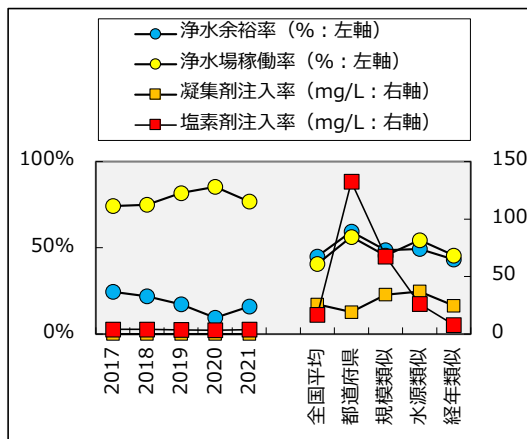 浄水余裕率（%：左軸）
浄水場稼働率（%：左軸）
凝集剤注入率（mg/L：右軸）
塩素剤注入率（mg/L：右軸）
100%
50%
0%
150
100
50
0
2017
2018
2019
2020
2021
全国平均
都道府県
規模類似
水源類似
経年類似